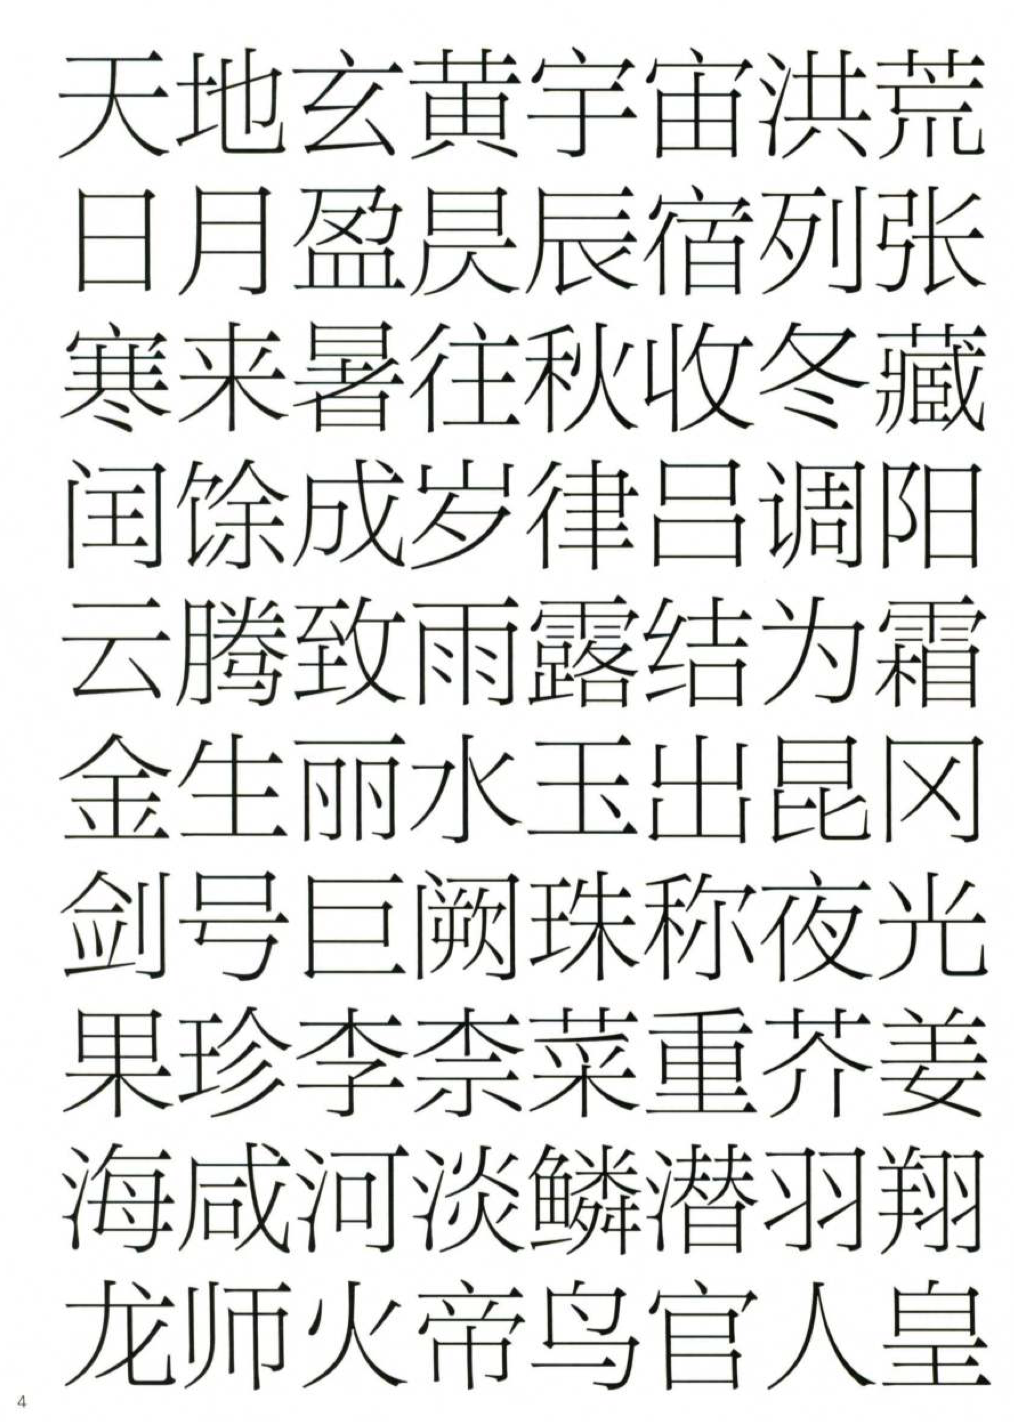 天地玄黄宇宙洪荒
日月盈昃辰宿列张
寒来暑往秋收冬藏
闰馀成岁律吕调阳
云腾致雨露结为霜
金生丽水玉出昆冈
剑号巨阙珠称夜光
果珍李柰菜重芥姜
海咸河淡鳞潜羽翔
龙师火帝鸟官人皇
4